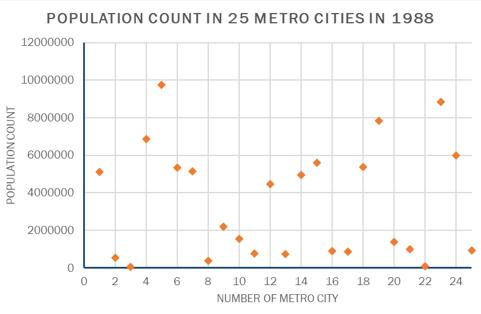 POPULATION COUNT IN 25 METRO CITIES IN 1988
POPULATION COUNT
12000000
10000000
8000000
6000000
4000000
2000000
0
0 2 4 6 8 10 12 14 16 18 20 22 24
NUMBER OF METRO CITY